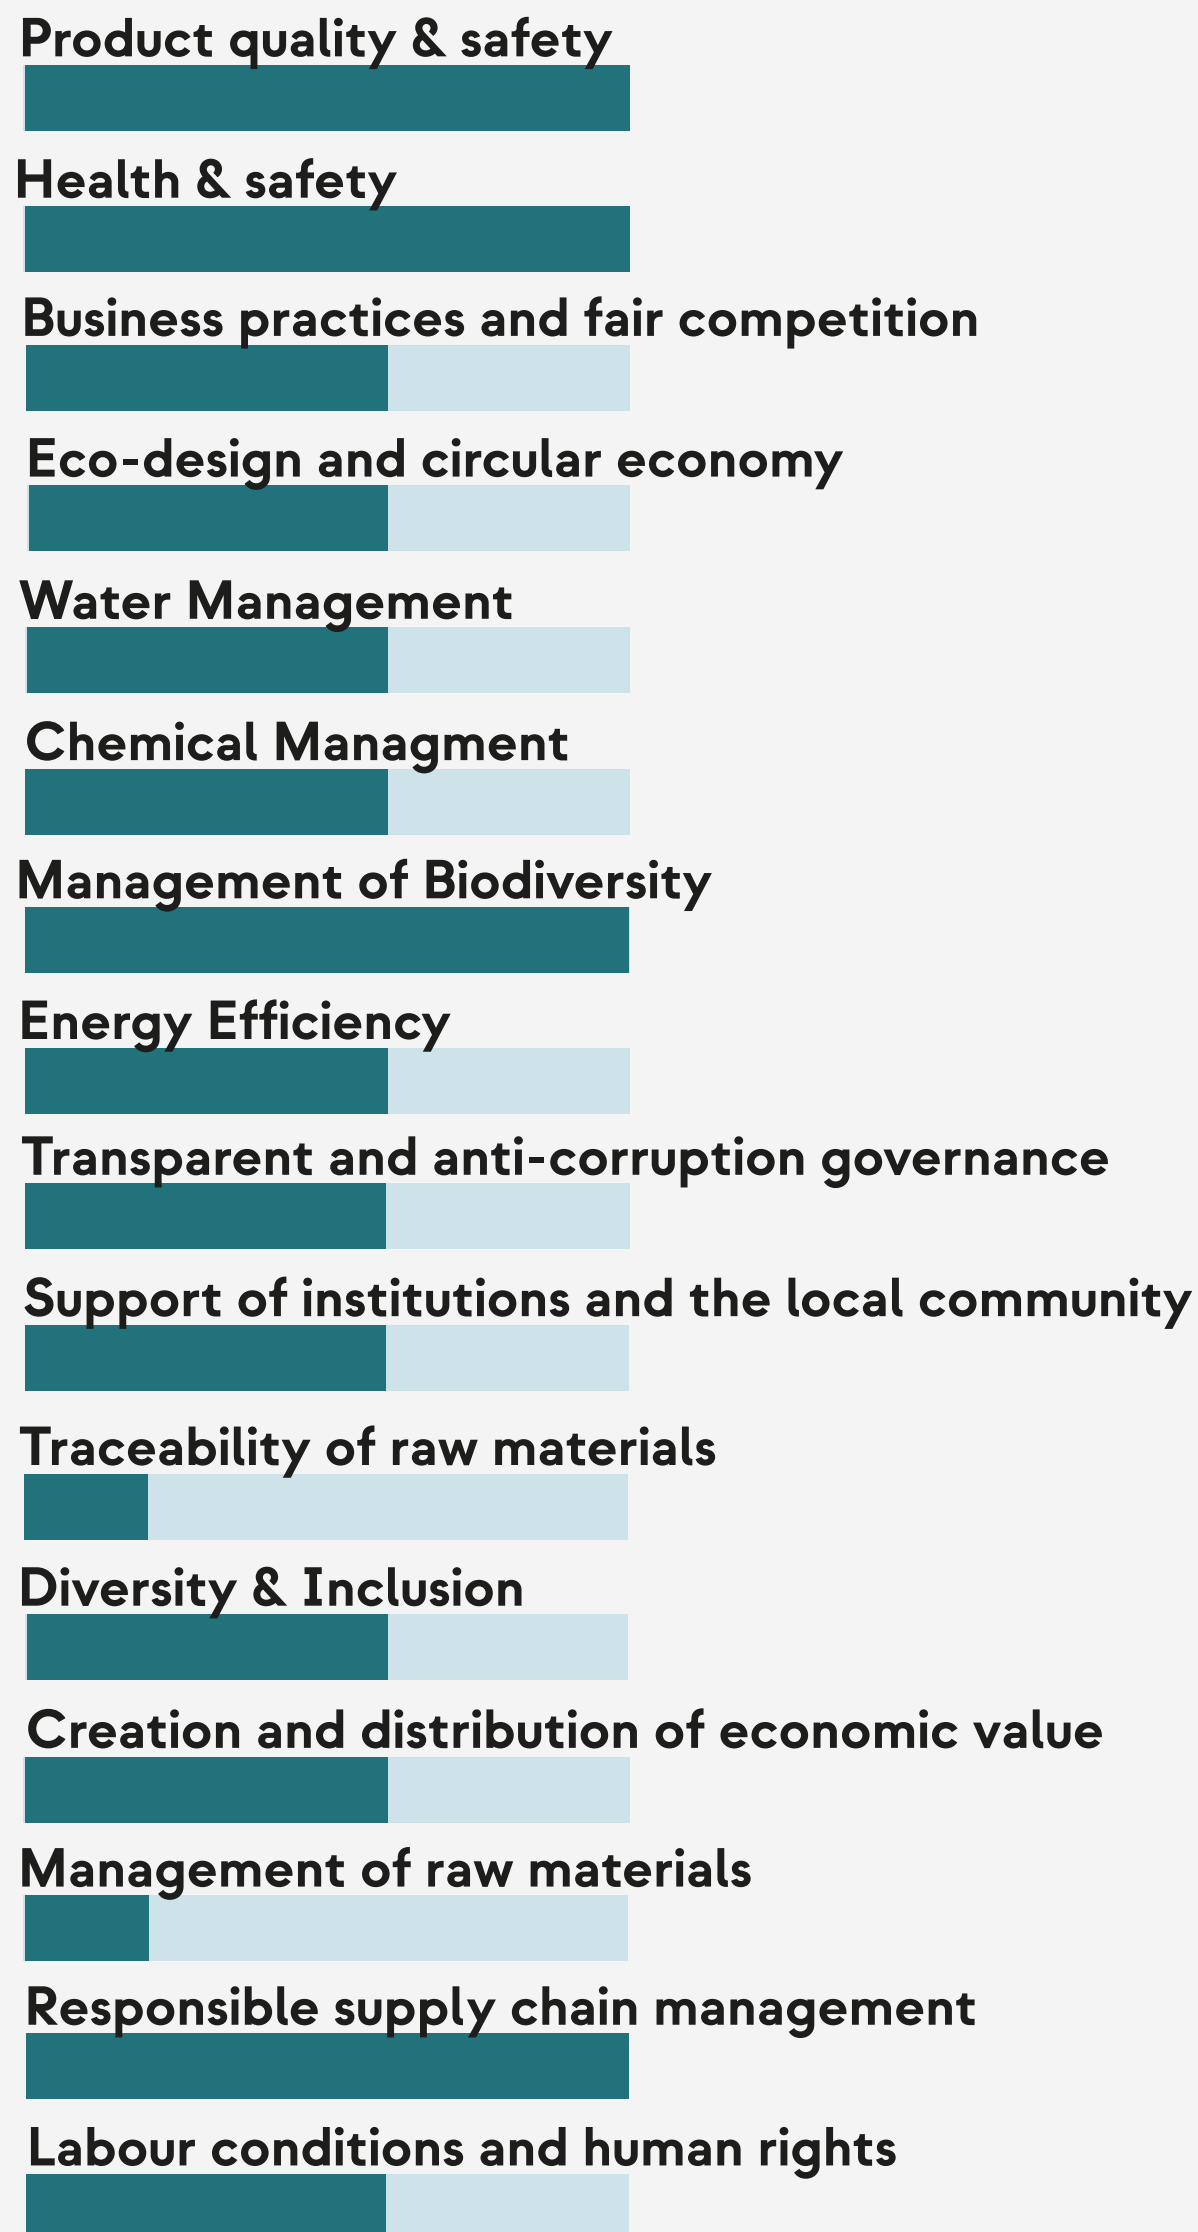 Product quality & safety
Health & safety
Business practices and fair competition
Eco-design and circular economy
Water Management
Chemical Managment
Management of Biodiversity
Energy Efficiency
Transparent and anti-corruption governance
Support of institutions and the local community
Traceability of raw materials
Diversity & Inclusion
Creation and distribution of economic value
Management of raw materials
Responsible supply chain management
Labour conditions and human rights